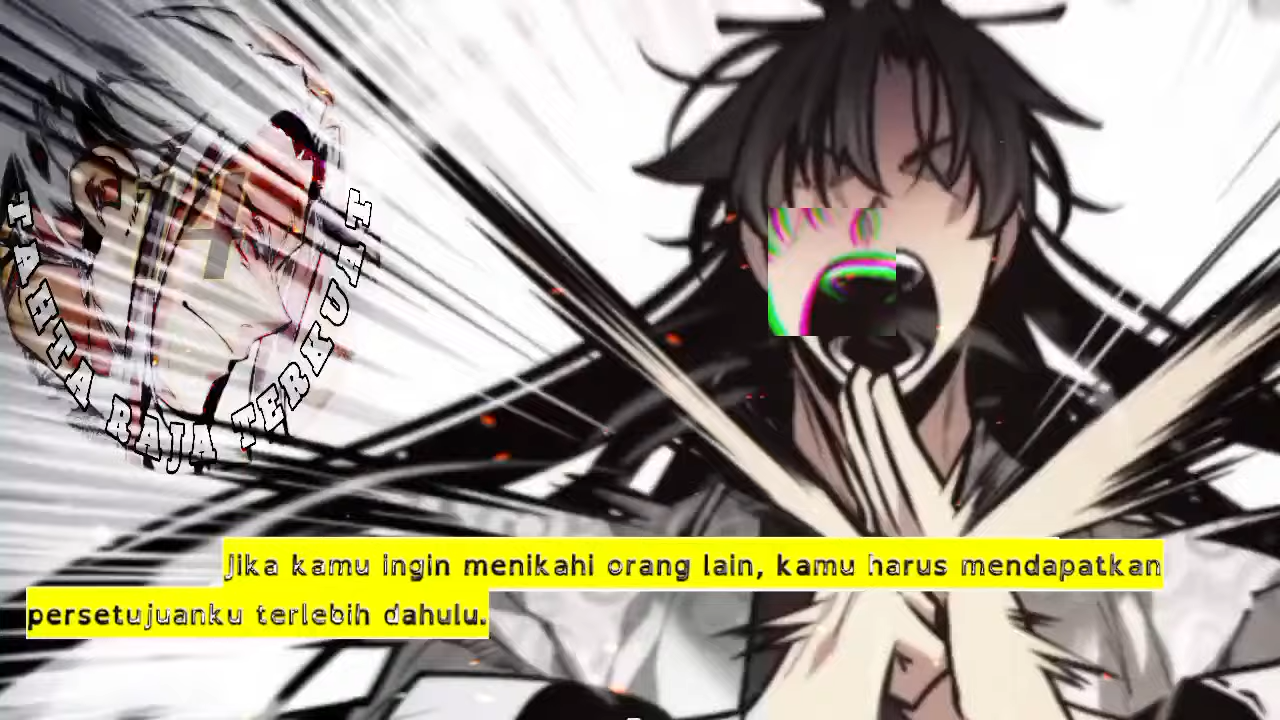 TAHTA RAJA TERKUAT
Jika kamu ingin menikahi orang lain, kamu harus mendapatkan
persetujuanku terlebih dahulu.